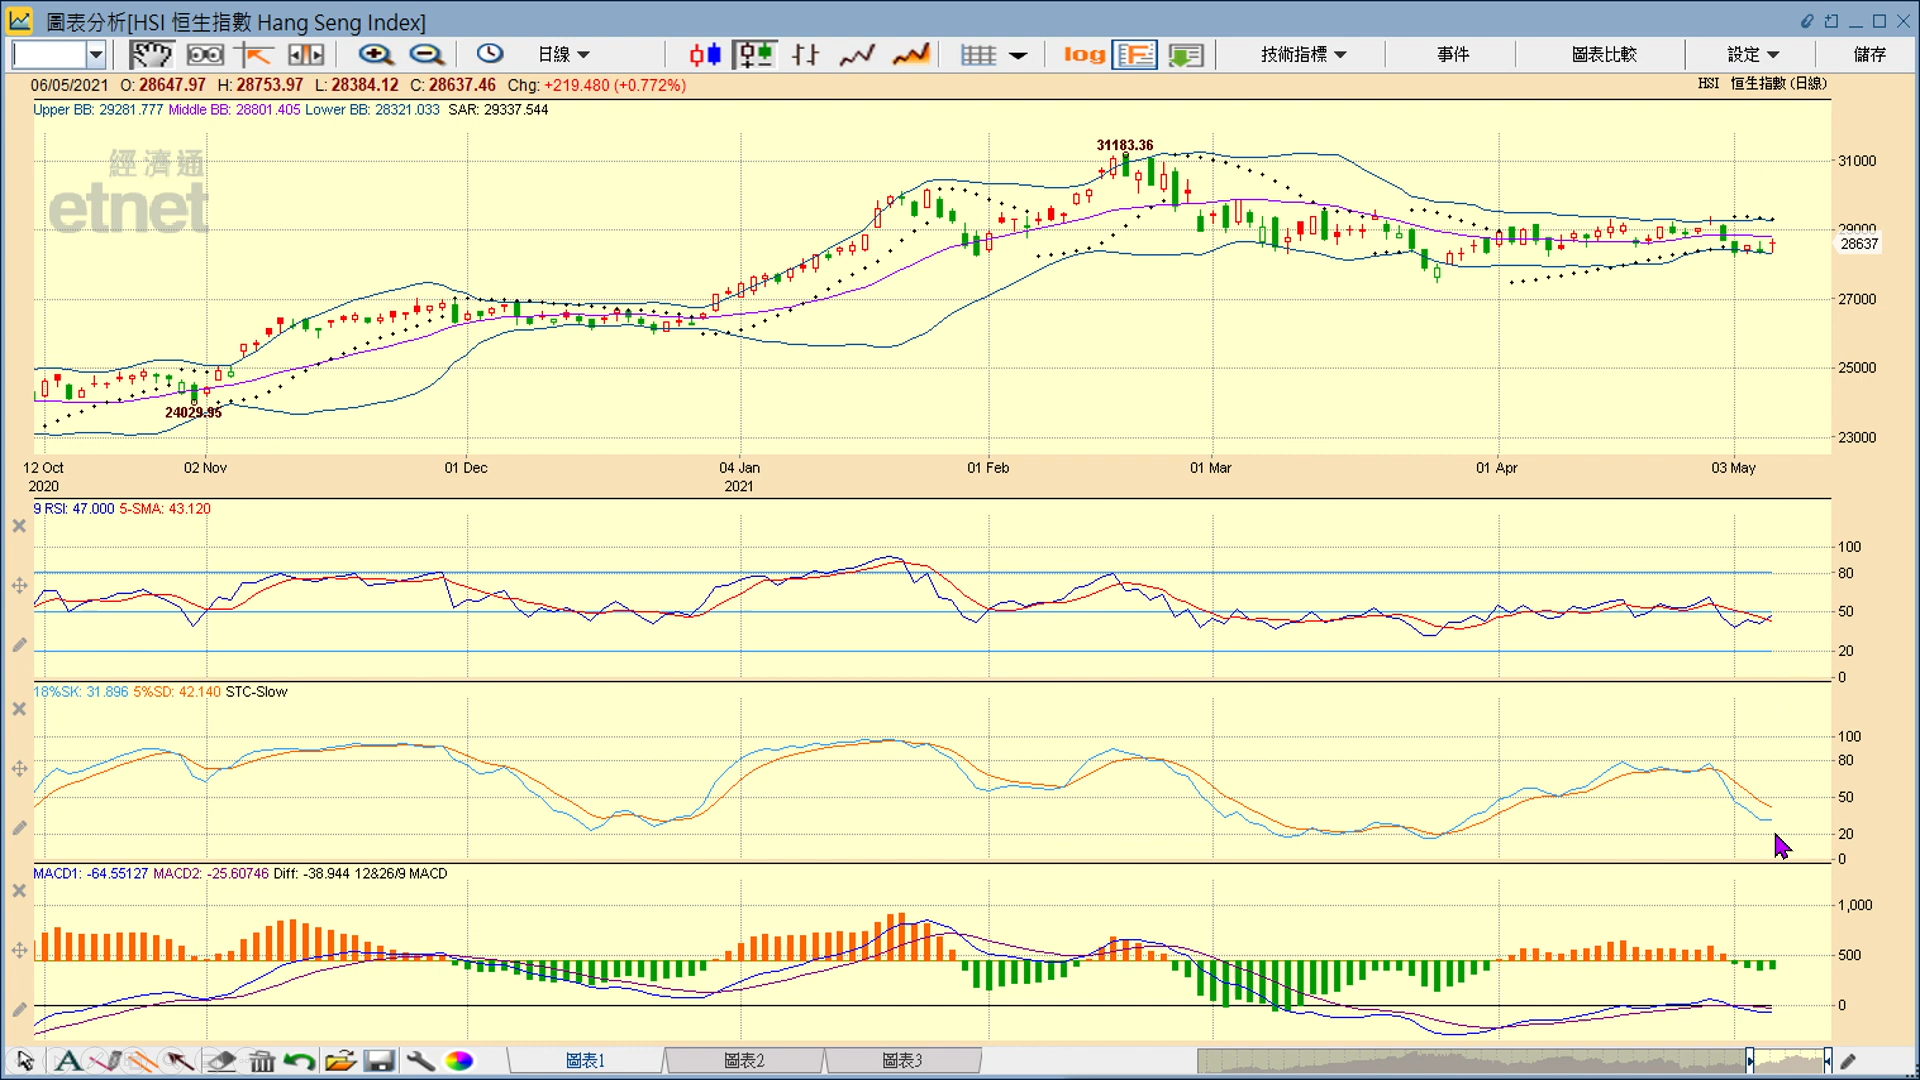 圖表分析[HSI 恒生指數 Hang Seng Index]
日線 log 技術指標 事件 圖表比較 設定 儲存
06/05/2021 O: 28647.97 H: 28753.97 L: 28384.12 C: 28637.46 Chg: +219.480 (+0.772%) HSI 恒生指數(日線)
Upper BB: 29281.777 Middle BB: 28801.405 Lower BB: 28321.033 SAR: 29337.544
經濟通
etnet
31183.36
24029.95
31000
29000
28637
27000
25000
23000
12 Oct 02 Nov 01 Dec 04 Jan 01 Feb 01 Mar 01 Apr 03 May
2020 2021
9 RSI: 47.000 5-SMA: 43.120
100
80
50
20
0
18%SK: 31.896 5%SD: 42.140 STC-Slow
100
80
50
20
0
MACD1: -64.55127 MACD2: -25.60746 Diff: -38.944 12&26/9 MACD
1,000
500
0
A 圖表1 圖表2 圖表3